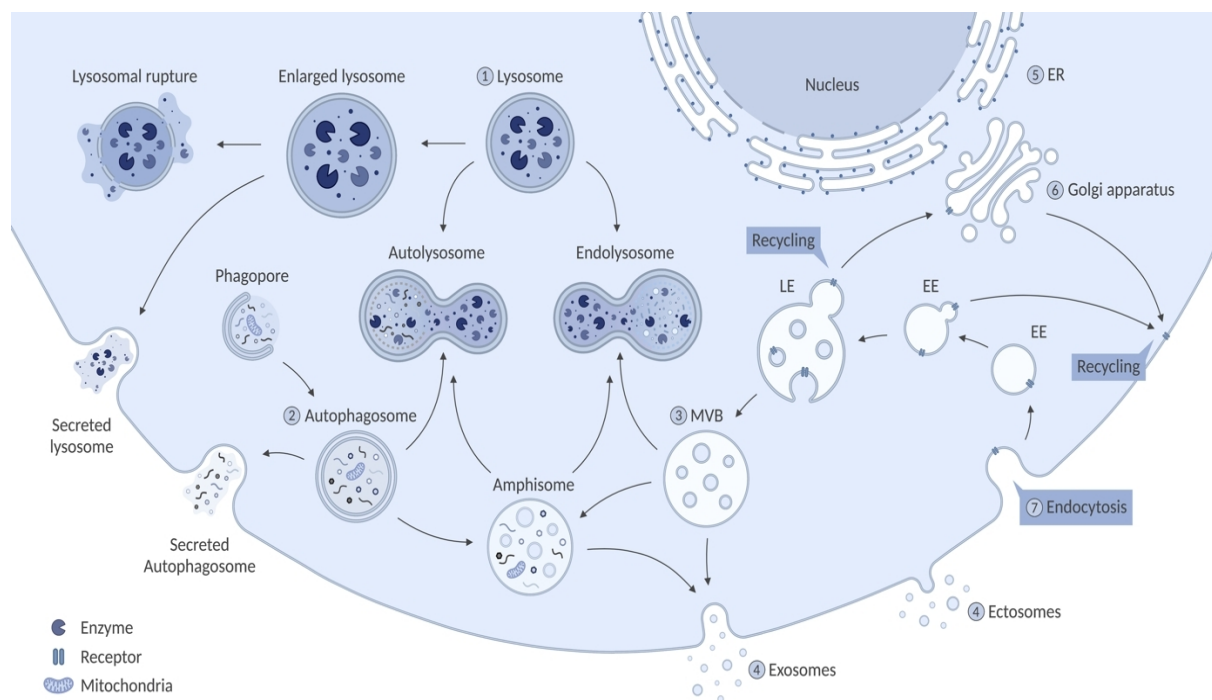 Lysosomal rupture
Enlarged lysosome
1 Lysosome
Nucleus
5 ER
6 Golgi apparatus
Autolysosome
Endolysosome
Recycling
Phagopore
LE
EE
EE
Recycling
2 Autophagosome
3 MVB
Secreted
lysosome
Amphisome
7 Endocytosis
Secreted
Autophagosome
4 Ectosomes
4 Exosomes
Enzyme
Receptor
Mitochondria